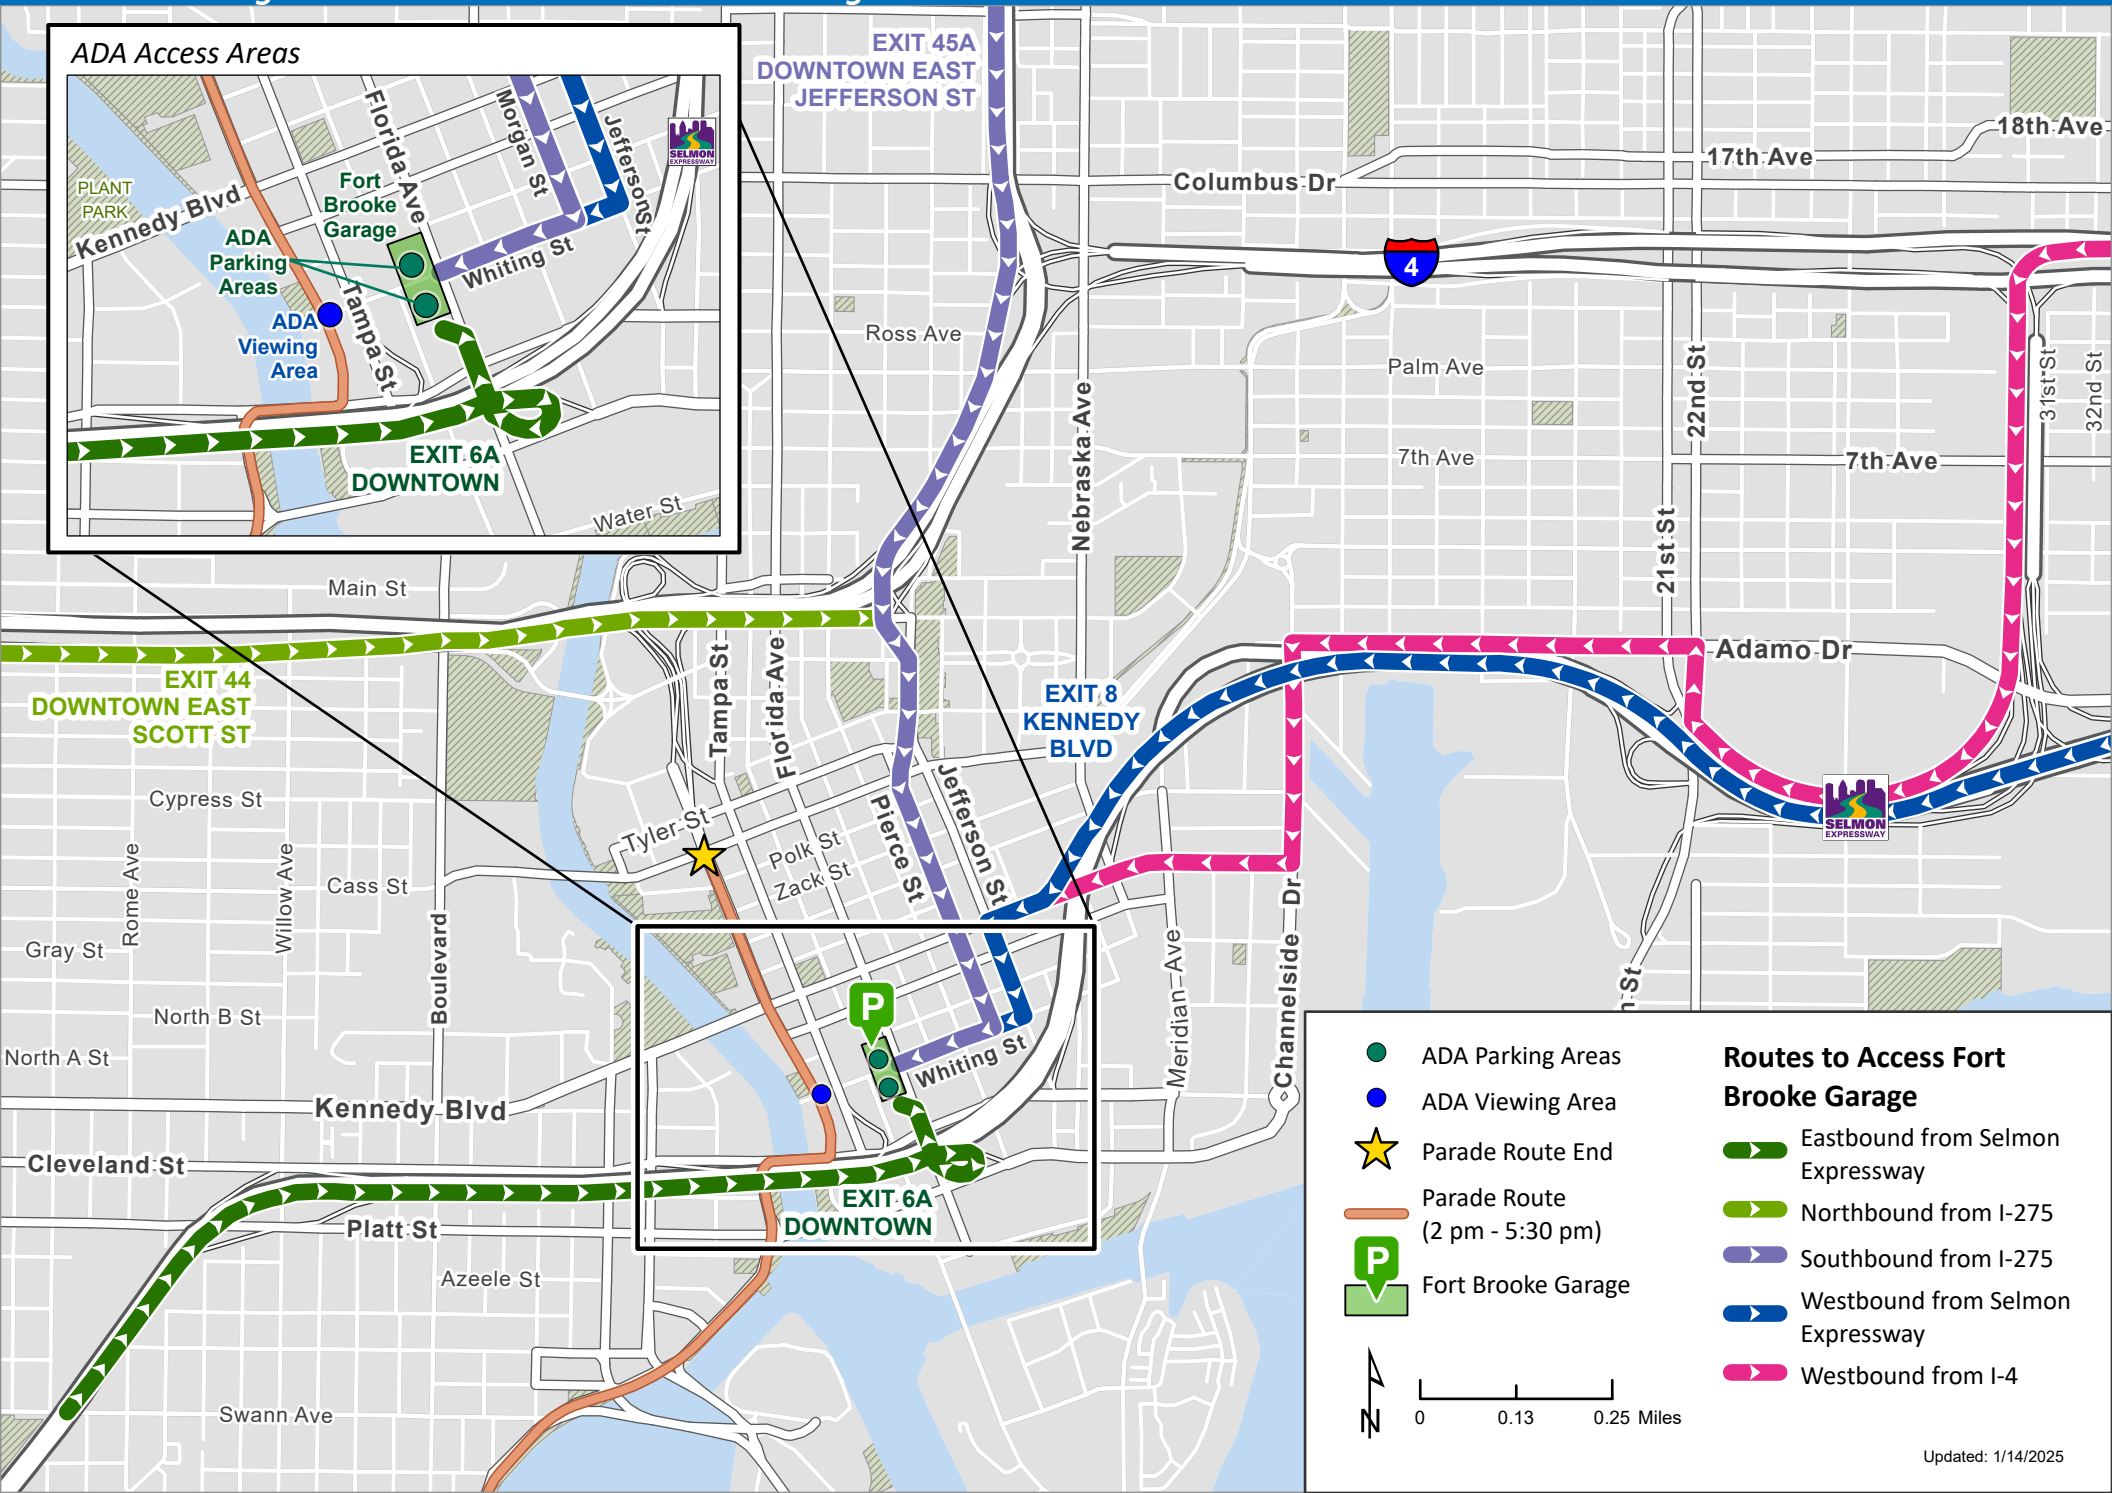 ADA Access Areas
Florida Ave
Morgan St
Jefferson St
SELMON
EXPRESSWAY
PLANT
PARK
Kennedy Blvd
Fort
Brooke
Garage
ADA
Parking
Areas
Whiting St
Tampa St
ADA
Viewing
Area
EXIT 6A
DOWNTOWN
Water St
EXIT 45A
DOWNTOWN EAST
JEFFERSON ST
18th Ave
17th Ave
Columbus Dr
4
Ross Ave
Palm Ave
22nd St
31st St
32nd St
Nebraska Ave
7th Ave
7th Ave
21st St
Main St
Adamo Dr
EXIT 44
DOWNTOWN EAST
SCOTT ST
Tampa St
Florida Ave
EXIT 8
KENNEDY
BLVD
Cypress St
Tyler St
Polk St
Zack St
Pierce St
Jefferson St
SELMON
EXPRESSWAY
Rome Ave
Willow Ave
Cass St
Boulevard
Gray St
North B St
North A St
Kennedy Blvd
Cleveland St
Platt St
Azeele St
Swann Ave
P
Whiting St
Meridian Ave
Channelside Dr
n St
EXIT 6A
DOWNTOWN
ADA Parking Areas
ADA Viewing Area
Parade Route End
Parade Route
(2 pm - 5:30 pm)
P
Fort Brooke Garage
N
0 0.13 0.25 Miles
Routes to Access Fort
Brooke Garage
Eastbound from Selmon
Expressway
Northbound from I-275
Southbound from I-275
Westbound from Selmon
Expressway
Westbound from I-4
Updated: 1/14/2025